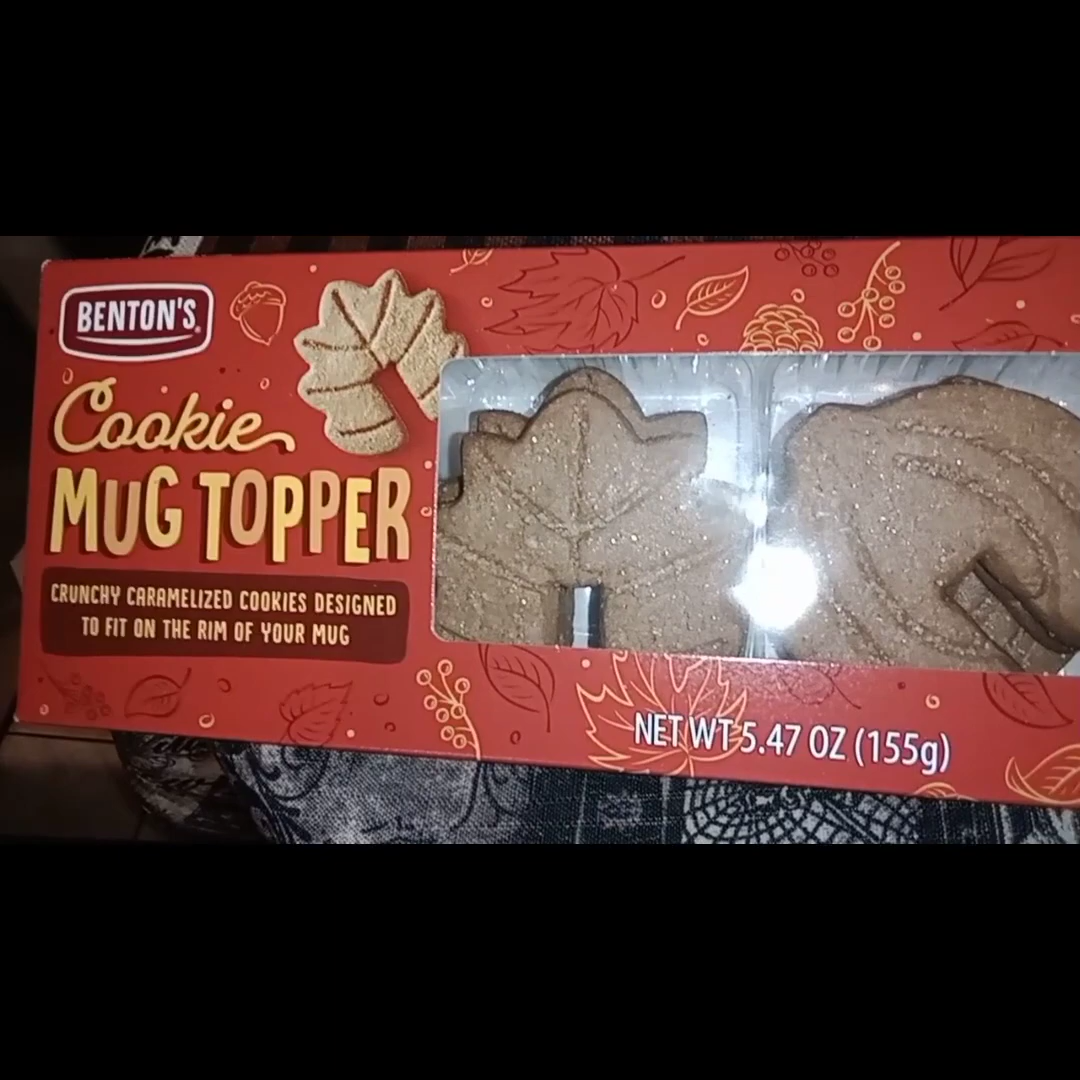 BENTON'S®
Cookie
MUG TOPPER
CRUNCHY CARAMELIZED COOKIES DESIGNED
TO FIT ON THE RIM OF YOUR MUG
NET WT 5.47 OZ (155g)